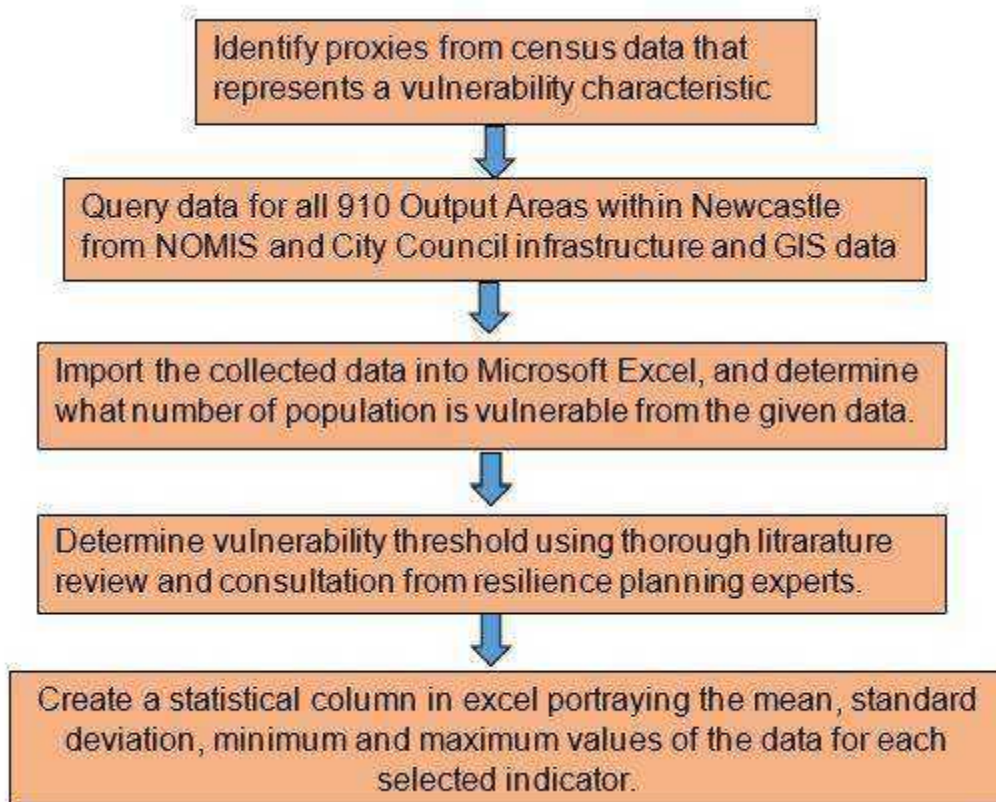 Identify proxies from census data that
represents a vulnerability characteristic
Query data for all 910 Output Areas within Newcastle
from NOMIS and City Council infrastructure and GIS data
Import the collected data into Microsoft Excel, and determine
what number of population is vulnerable from the given data.
Determine vulnerability threshold using thorough litrarature
review and consultation from resilience planning experts.
Create a statistical column in excel portraying the mean, standard
deviation, minimum and maximum values of the data for each
selected indicator.